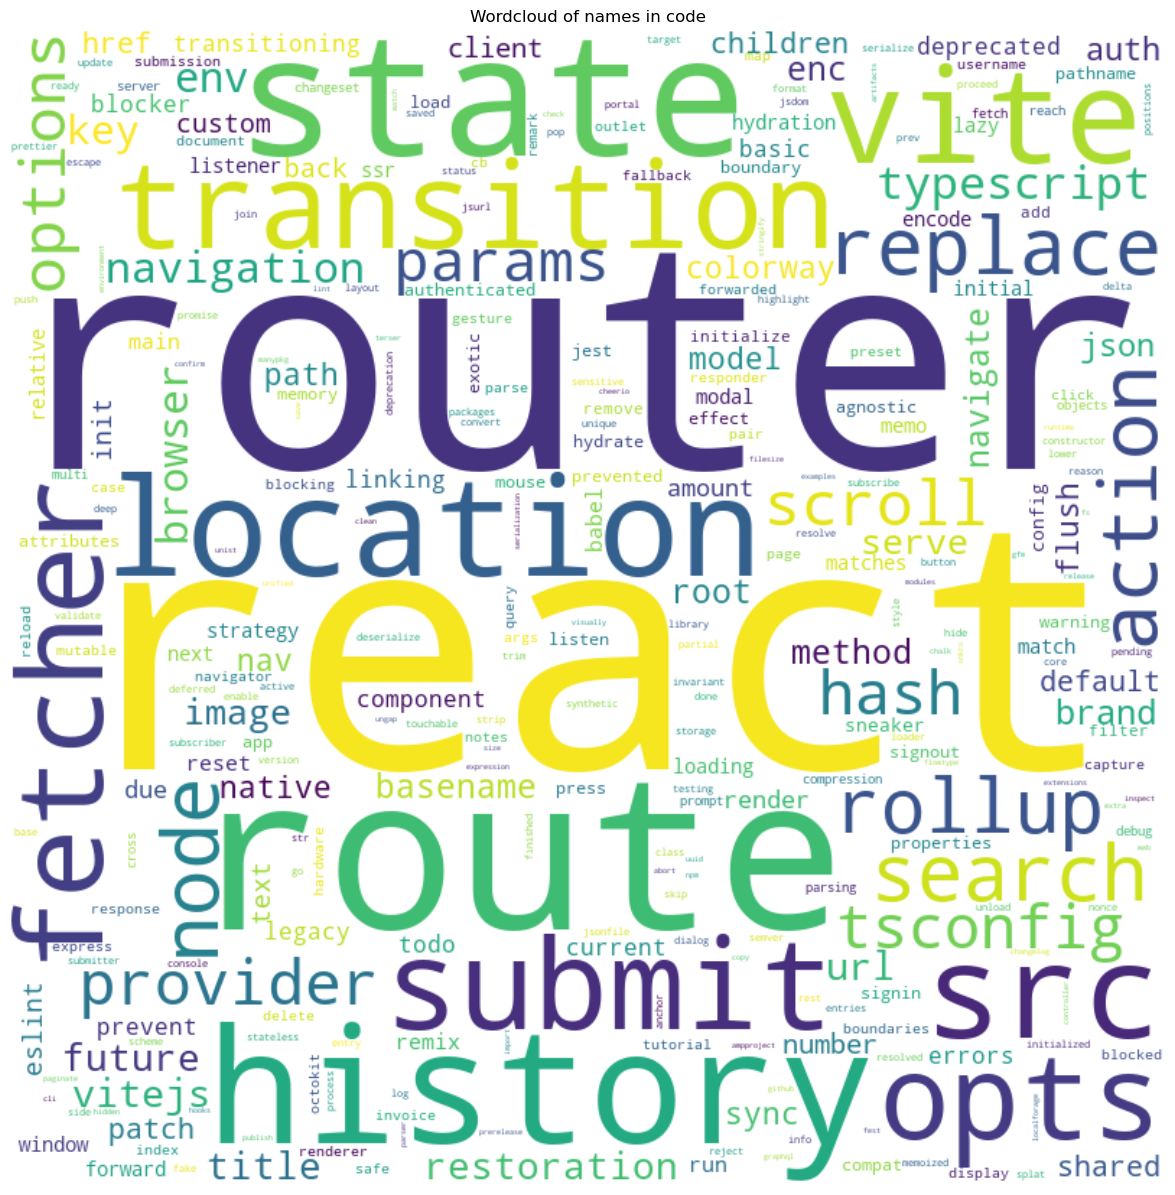 Wordcloud of names in code
href transitioning client target children serialize deprecated auth
update submission map username
options env state enc vite pathname
ready server changeset match portal format jsdom artifacts proceed
blocker load saved check outlet hydration lazy fetch reach positions
key custom document remark pop basic prev
prettier escape listener back ssr cb status fallback boundary typescript
transition join jsurl stringify encode add replace
navigation params colorway
environment lint layout authenticated forwarded highlight initial delta
push promise router gesture
relative main confirm manypkg terser jest initialize preset navigate json
path model responder
memory deprecation exotic parse sensitive cheerio modal click objects
init browser save packages convert remove unique effect agnostic memo pair runtime constructor
hydrate filesize lower action
multi blocking linking mouse prevented examples subscribe reason
case deep location babel amount scroll config flush fs
fetcher attributes clean unist serialization resolve serve
page matches button gfm
react unified modules release
reload validate mutable strategy deserialize query visually library root style warning
args listen partial hide
next nav trim method chalk match core pending
navigator deferred enable active component invariant done hash default
image ungap touchable strip synthetic sneaker brand filter
subscriber app version notes size storage signout loader
reset expression loading flowtype capture
due native basename press testing prompt render compression rollup extensions extra inspect
node route
base cross str finished class uuid properties debug web
go hardware abort npm search
text skip parsing
response legacy jsonfile unload nonce tsconfig
express todo current dialog semver changelog
submitter console copy url
provider submit rest signin src controller
eslint delete anchor entries
prevent scheme stateless entry remix import tutorial ampproject number boundaries initialized blocked
future history resolved errors opts
paginate octokit process github
cli vitejs side hidden hooks log invoice sync localforage
patch publish parser prerelease info fest
window index renderer reject
forward fake title safe restoration run graphql compat memoized display splat shared